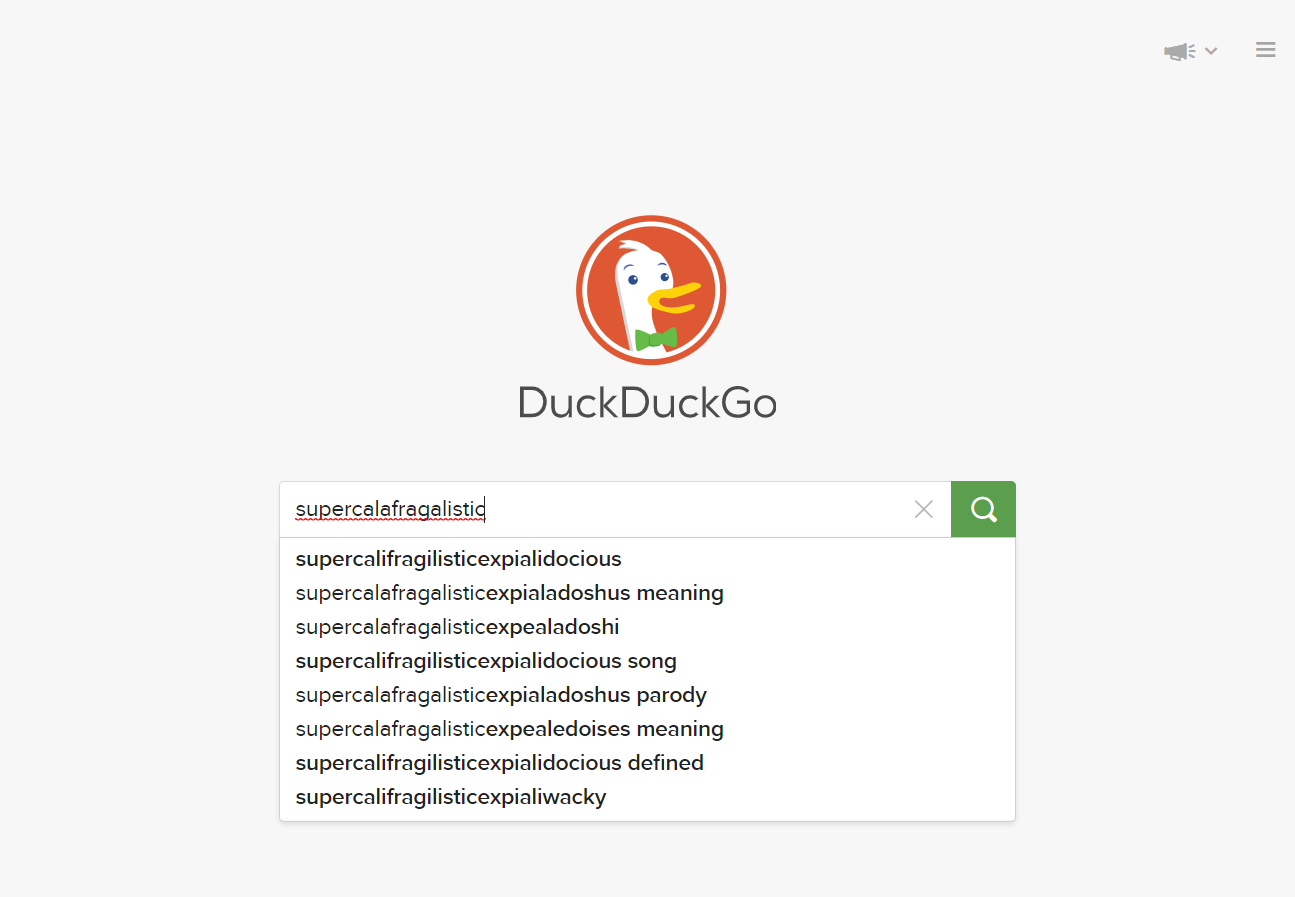 DuckDuckGo
supercalafragalistic
supercalifragilisticexpialidocious
supercalafragalisticexpialadoshus meaning
supercalafragalisticexpealadoshi
supercalifragilisticexpialidocious song
supercalafragalisticexpialadoshus parody
supercalafragalisticexpealedoises meaning
supercalifragilisticexpialidocious defined
supercalifragilisticexpialiwacky